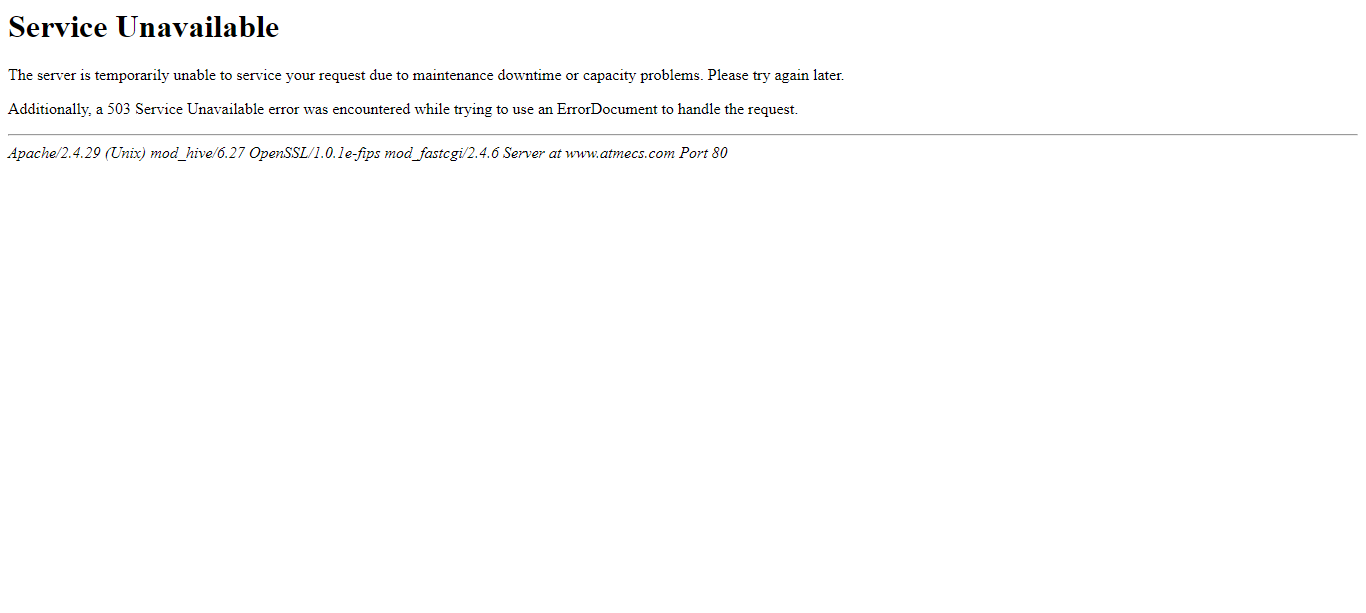 Service Unavailable
The server is temporarily unable to service your request due to maintenance downtime or capacity problems. Please try again later.
Additionally, a 503 Service Unavailable error was encountered while trying to use an ErrorDocument to handle the request.
Apache/2.4.29 (Unix) mod_hive/6.27 OpenSSL/1.0.1e-fips mod_fastcgi/2.4.6 Server at www.atmecs.com Port 80